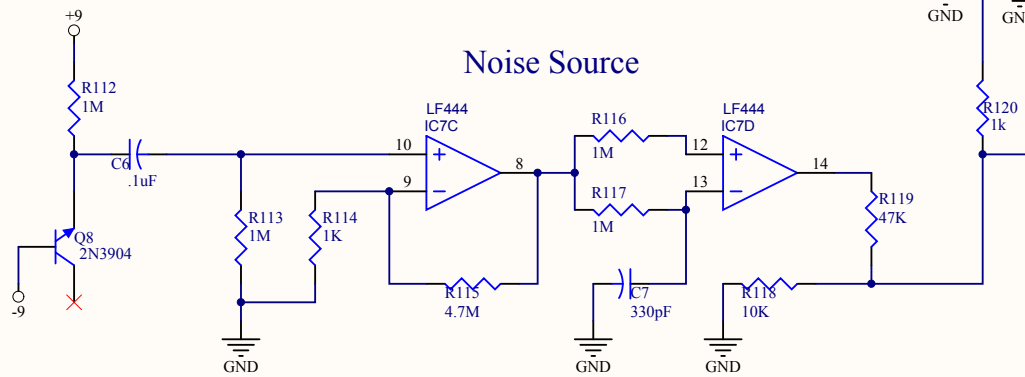 +9
GND
GND
Noise Source
R112
1M
C6
.1uF
Q8
2N3904
-9
R113
1M
R114
1K
GND
LF444
IC7C
10
9
8
R115
4.7M
R116
1M
R117
1M
C7
330pF
GND
LF444
IC7D
12
13
14
R119
47K
R118
10K
GND
R120
1k